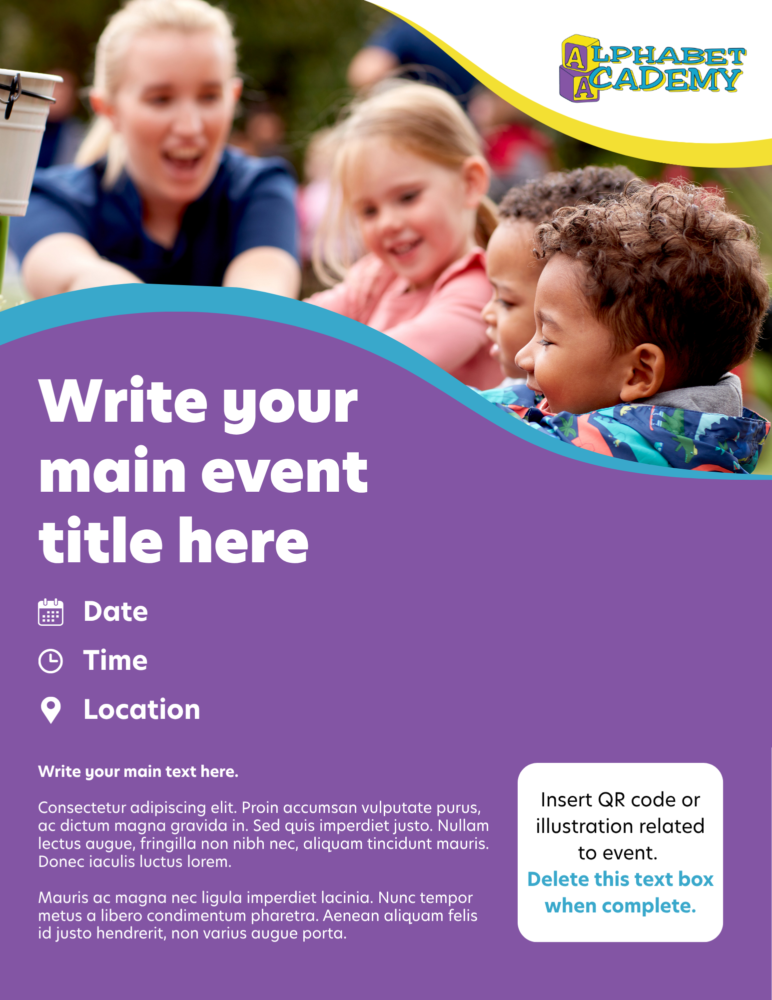 ALPHABET
ACADEMY
Write your
main event
title here
Date
Time
Location
Write your main text here.
Consectetur adipiscing elit. Proin accumsan vulputate purus,
ac dictum magna gravida in. Sed quis imperdiet justo. Nullam
lectus augue, fringilla non nibh nec, aliquam tincidunt mauris.
Donec iaculis luctus lorem.
Mauris ac magna nec ligula imperdiet lacinia. Nunc tempor
metus a libero condimentum pharetra. Aenean aliquam felis
id justo hendrerit, non varius augue porta.
Insert QR code or
illustration related
to event.
Delete this text box
when complete.